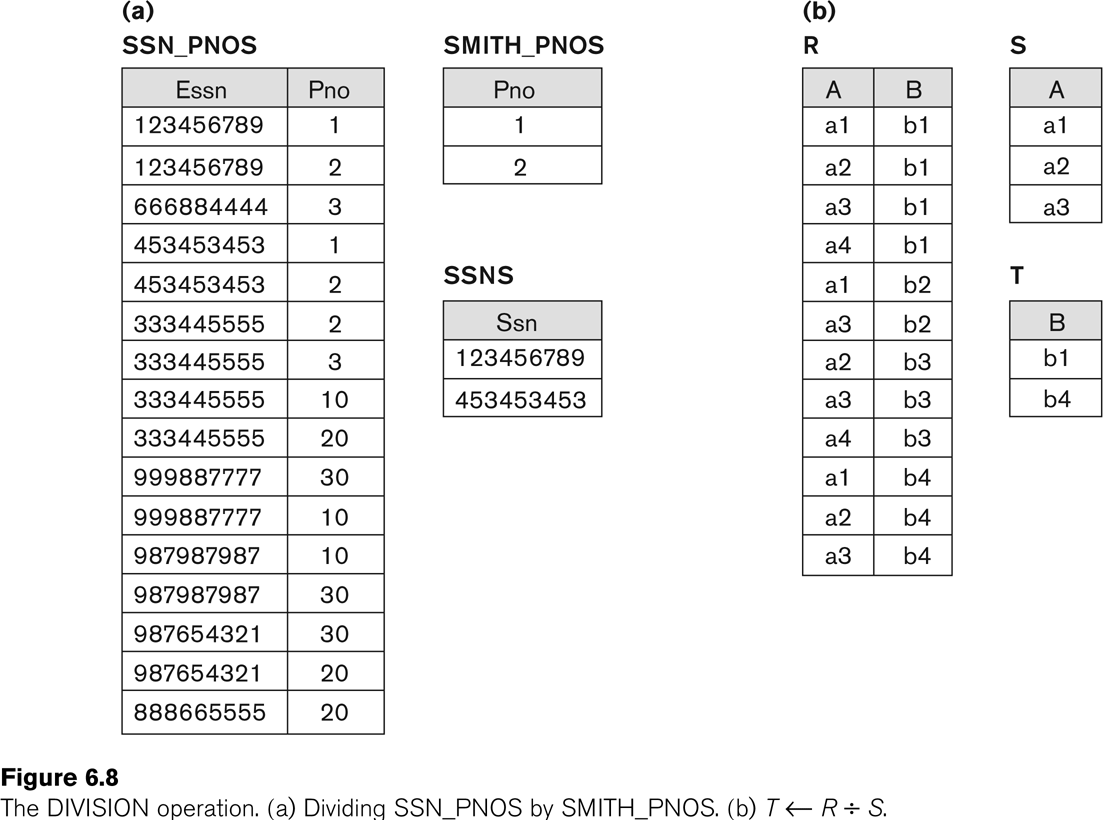 (a)
SSN_PNOS
Essn Pno
123456789 1
123456789 2
666884444 3
453453453 1
453453453 2
333445555 2
333445555 3
333445555 10
333445555 20
999887777 30
999887777 10
987987987 10
987987987 30
987654321 30
987654321 20
888665555 20
SMITH_PNOS
Pno
1
2
SSNS
Ssn
123456789
453453453
(b)
R
A B
a1 b1
a2 b1
a3 b1
a4 b1
a1 b2
a3 b2
a2 b3
a3 b3
a4 b3
a1 b4
a2 b4
a3 b4
S
A
a1
a2
a3
T
B
b1
b4
Figure 6.8
The DIVISION operation. (a) Dividing SSN_PNOS by SMITH_PNOS. (b) T ← R ÷ S.